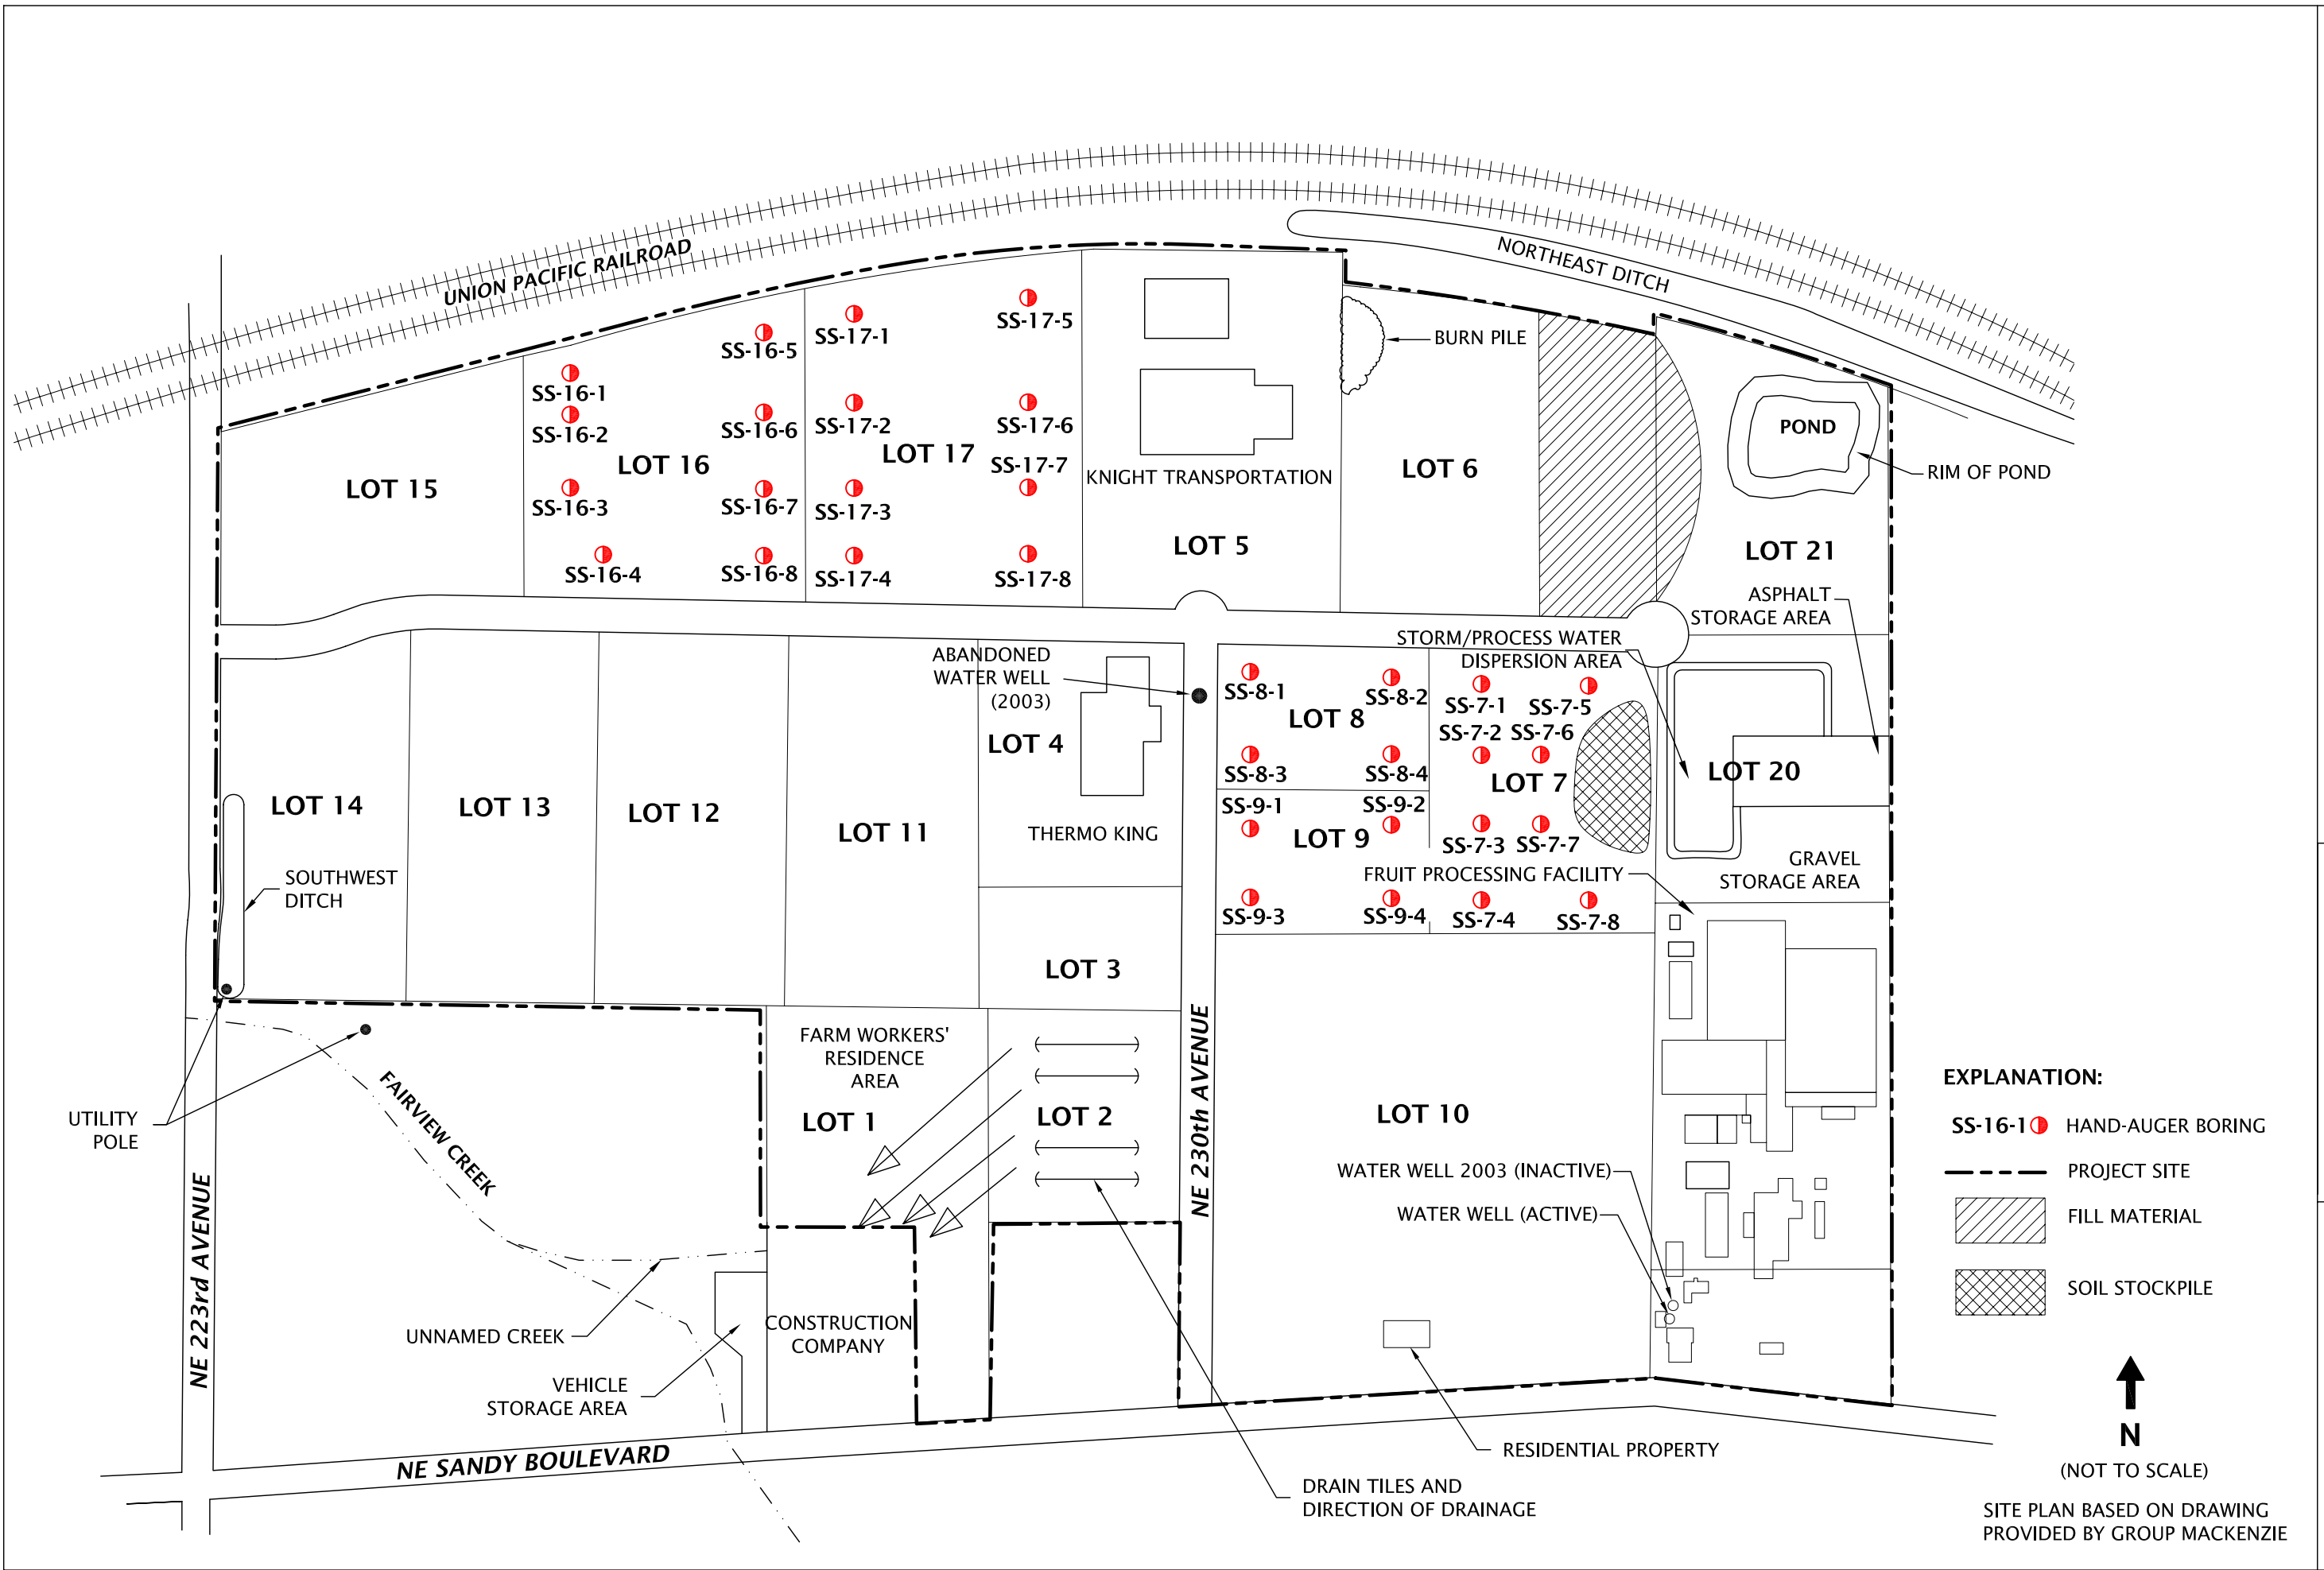 UNION PACIFIC RAILROAD
NORTHEAST DITCH
SS-16-5
SS-17-1
SS-17-5
BURN PILE
SS-16-1
SS-16-2
SS-16-6
SS-17-2
SS-17-6
POND
LOT 15
LOT 16
LOT 17
SS-17-7
KNIGHT TRANSPORTATION
LOT 6
RIM OF POND
SS-16-3
SS-16-7
SS-17-3
LOT 5
LOT 21
SS-16-4
SS-16-8
SS-17-4
SS-17-8
ASPHALT
STORAGE AREA
STORM/PROCESS WATER
DISPERSION AREA
ABANDONED
WATER WELL
(2003)
SS-8-1
SS-8-2
SS-7-1
SS-7-5
LOT 8
SS-7-2
SS-7-6
LOT 4
SS-8-3
SS-8-4
LOT 7
LOT 20
LOT 14
LOT 13
LOT 12
LOT 11
THERMO KING
SS-9-1
SS-9-2
LOT 9
SS-7-3
SS-7-7
GRAVEL
STORAGE AREA
FRUIT PROCESSING FACILITY
SOUTHWEST
DITCH
SS-9-3
SS-9-4
SS-7-4
SS-7-8
LOT 3
FARM WORKERS'
RESIDENCE
AREA
LOT 1
LOT 2
NE 230th AVENUE
LOT 10
UTILITY
POLE
FAIRVIEW CREEK
NE 223rd AVENUE
WATER WELL 2003 (INACTIVE)
WATER WELL (ACTIVE)
UNNAMED CREEK
CONSTRUCTION
COMPANY
VEHICLE
STORAGE AREA
NE SANDY BOULEVARD
RESIDENTIAL PROPERTY
DRAIN TILES AND
DIRECTION OF DRAINAGE
EXPLANATION:
SS-16-1 HAND-AUGER BORING
PROJECT SITE
FILL MATERIAL
SOIL STOCKPILE
N
(NOT TO SCALE)
SITE PLAN BASED ON DRAWING
PROVIDED BY GROUP MACKENZIE